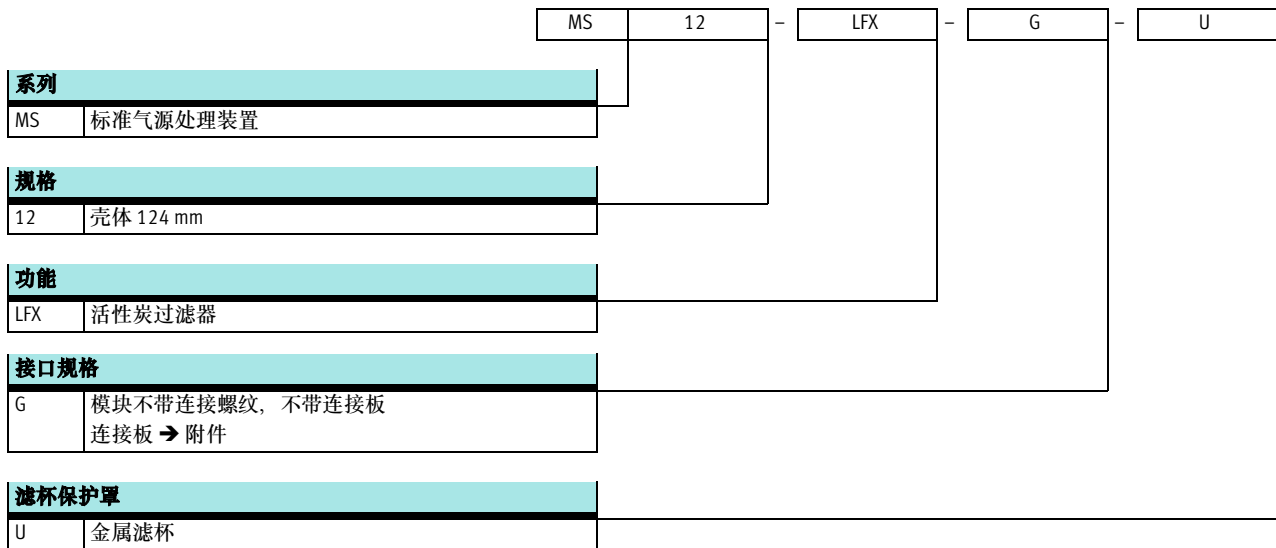 MS 12 – LFX – G – U
系列
MS 标准气源处理装置
规格
12 壳体 124 mm
功能
LFX 活性炭过滤器
接口规格
G 模块不带连接螺纹，不带连接板
连接板 ➔ 附件
滤杯保护罩
U 金属滤杯